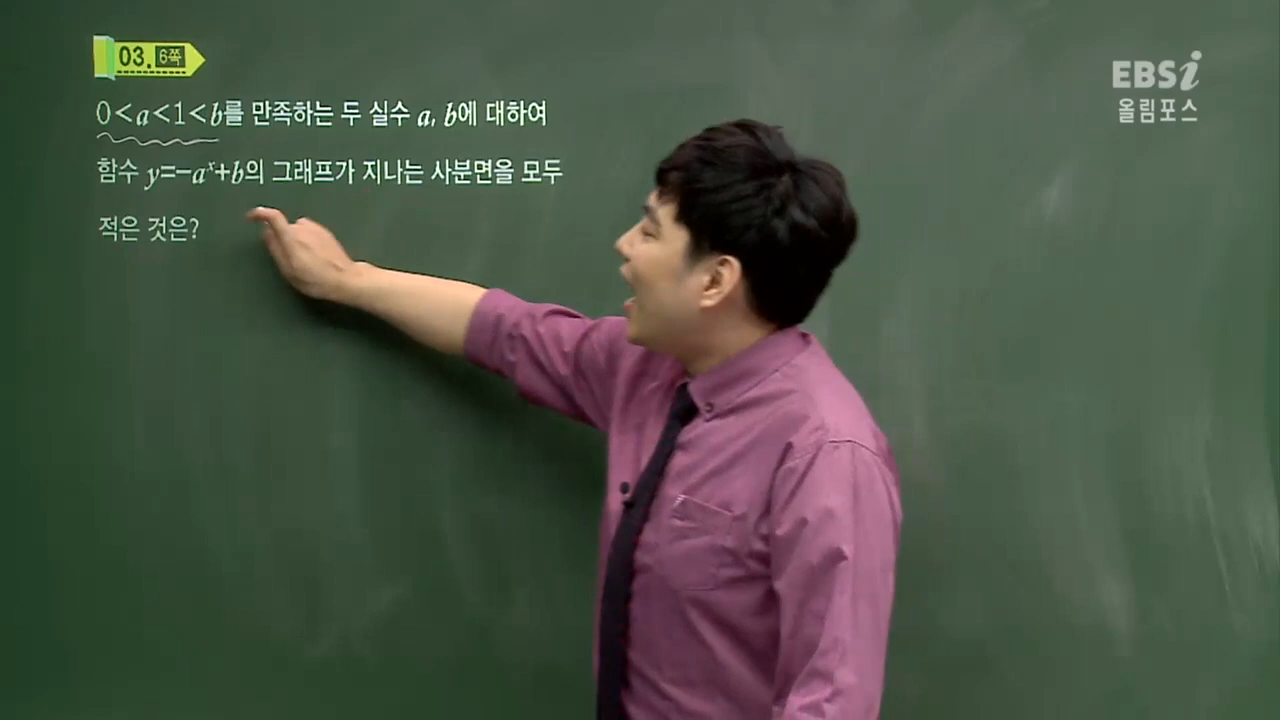 03. 6쪽
0<a<1<b를 만족하는 두 실수 a, b에 대하여
함수 y=-aˣ+b의 그래프가 지나는 사분면을 모두
적은 것은?
EBSi
올림포스